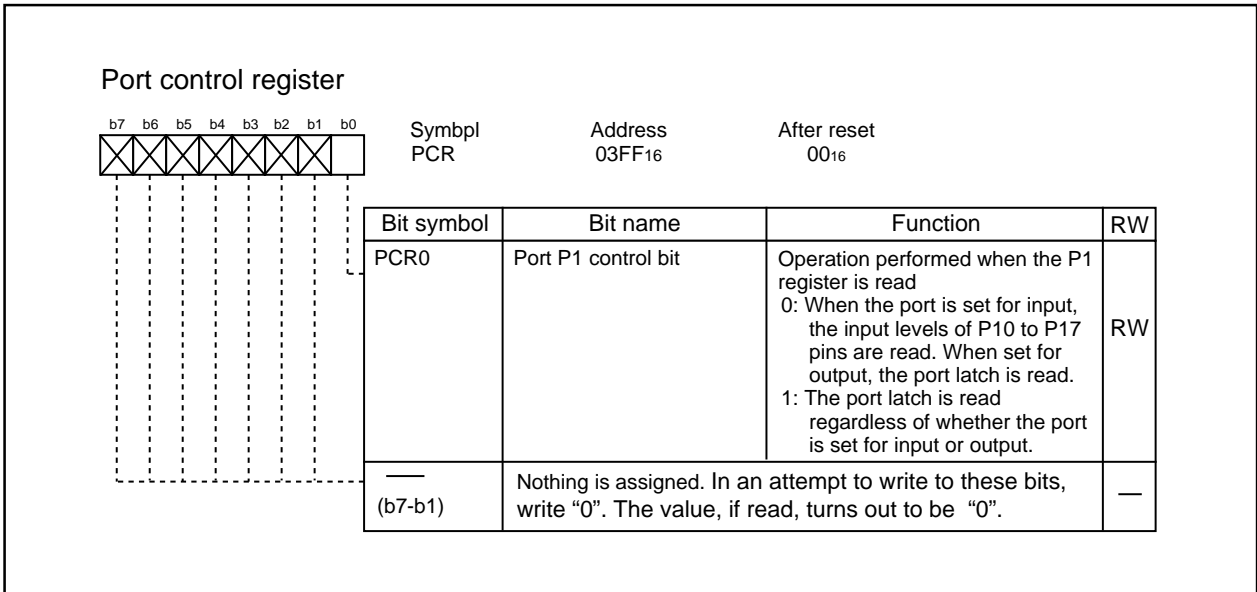 Port control register
b7 b6 b5 b4 b3 b2 b1 b0
Symbpl Address After reset
PCR 03FF16 0016
Bit symbol Bit name Function RW
PCR0 Port P1 control bit Operation performed when the P1
register is read
0: When the port is set for input,
the input levels of P10 to P17
pins are read. When set for
output, the port latch is read.
1: The port latch is read
regardless of whether the port
is set for input or output.
RW
—
(b7-b1)
Nothing is assigned. In an attempt to write to these bits,
write “0”. The value, if read, turns out to be “0”.
—